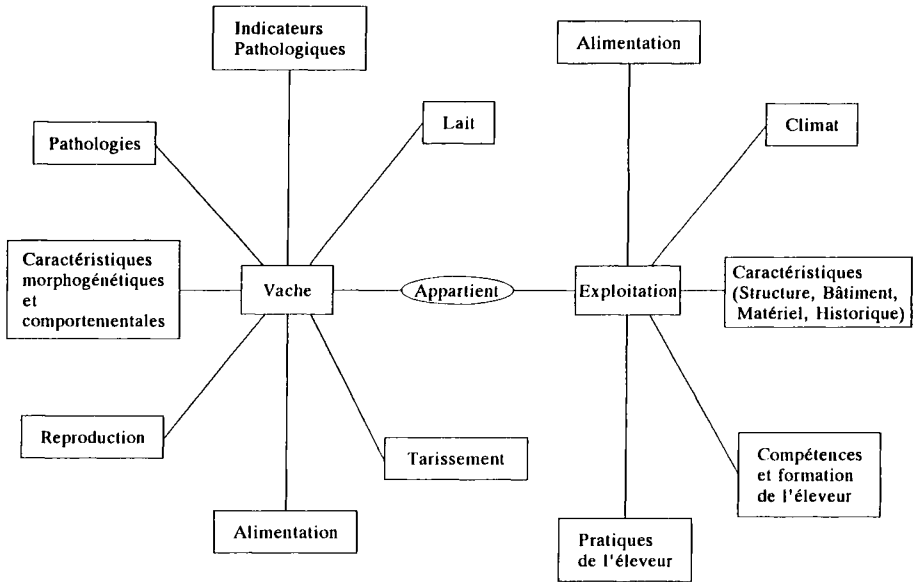 Indicateurs
Pathologiques
Alimentation
Lait
Climat
Pathologies
Caractéristiques
morphogénétiques
et
comportementales
Vache
Appartient
Exploitation
Caractéristiques
(Structure, Bâtiment,
Matériel, Historique)
Reproduction
Tarissement
Compétences
et formation
de l'éleveur
Alimentation
Pratiques
de l'éleveur